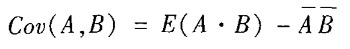 Cov(A,B) = E(A · B) - A̅ B̅